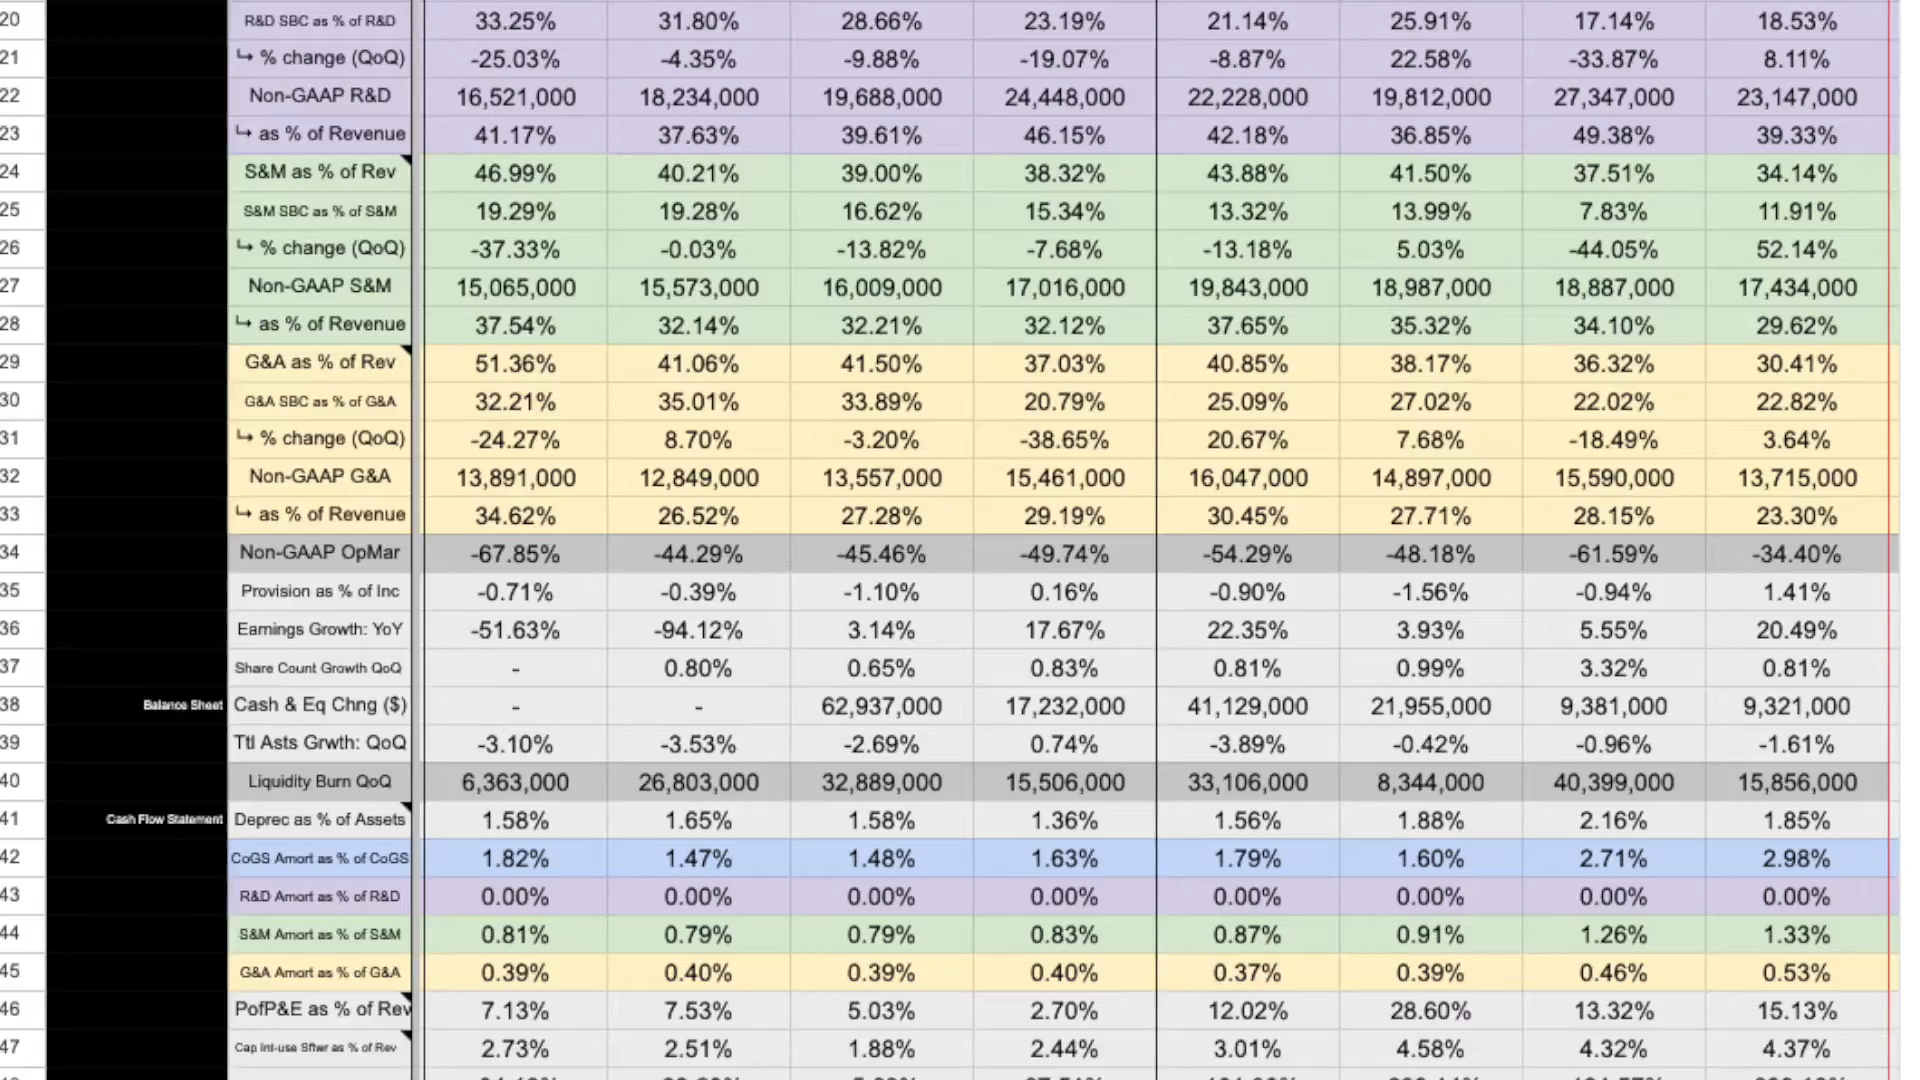 20 R&D SBC as % of R&D 33.25% 31.80% 28.66% 23.19% 21.14% 25.91% 17.14% 18.53%
21 ↳ % change (QoQ) -25.03% -4.35% -9.88% -19.07% -8.87% 22.58% -33.87% 8.11%
22 Non-GAAP R&D 16,521,000 18,234,000 19,688,000 24,448,000 22,228,000 19,812,000 27,347,000 23,147,000
23 ↳ as % of Revenue 41.17% 37.63% 39.61% 46.15% 42.18% 36.85% 49.38% 39.33%
24 S&M as % of Rev 46.99% 40.21% 39.00% 38.32% 43.88% 41.50% 37.51% 34.14%
25 S&M SBC as % of S&M 19.29% 19.28% 16.62% 15.34% 13.32% 13.99% 7.83% 11.91%
26 ↳ % change (QoQ) -37.33% -0.03% -13.82% -7.68% -13.18% 5.03% -44.05% 52.14%
27 Non-GAAP S&M 15,065,000 15,573,000 16,009,000 17,016,000 19,843,000 18,987,000 18,887,000 17,434,000
28 ↳ as % of Revenue 37.54% 32.14% 32.21% 32.12% 37.65% 35.32% 34.10% 29.62%
29 G&A as % of Rev 51.36% 41.06% 41.50% 37.03% 40.85% 38.17% 36.32% 30.41%
30 G&A SBC as % of G&A 32.21% 35.01% 33.89% 20.79% 25.09% 27.02% 22.02% 22.82%
31 ↳ % change (QoQ) -24.27% 8.70% -3.20% -38.65% 20.67% 7.68% -18.49% 3.64%
32 Non-GAAP G&A 13,891,000 12,849,000 13,557,000 15,461,000 16,047,000 14,897,000 15,590,000 13,715,000
33 ↳ as % of Revenue 34.62% 26.52% 27.28% 29.19% 30.45% 27.71% 28.15% 23.30%
34 Non-GAAP OpMar -67.85% -44.29% -45.46% -49.74% -54.29% -48.18% -61.59% -34.40%
35 Provision as % of Inc -0.71% -0.39% -1.10% 0.16% -0.90% -1.56% -0.94% 1.41%
36 Earnings Growth: YoY -51.63% -94.12% 3.14% 17.67% 22.35% 3.93% 5.55% 20.49%
37 Share Count Growth QoQ - 0.80% 0.65% 0.83% 0.81% 0.99% 3.32% 0.81%
38 Balance Sheet Cash & Eq Chng ($) - - 62,937,000 17,232,000 41,129,000 21,955,000 9,381,000 9,321,000
39 Ttl Asts Grwth: QoQ -3.10% -3.53% -2.69% 0.74% -3.89% -0.42% -0.96% -1.61%
40 Liquidity Burn QoQ 6,363,000 26,803,000 32,889,000 15,506,000 33,106,000 8,344,000 40,399,000 15,856,000
41 Cash Flow Statement Deprec as % of Assets 1.58% 1.65% 1.58% 1.36% 1.56% 1.88% 2.16% 1.85%
42 CoGS Amort as % of CoGS 1.82% 1.47% 1.48% 1.63% 1.79% 1.60% 2.71% 2.98%
43 R&D Amort as % of R&D 0.00% 0.00% 0.00% 0.00% 0.00% 0.00% 0.00% 0.00%
44 S&M Amort as % of S&M 0.81% 0.79% 0.79% 0.83% 0.87% 0.91% 1.26% 1.33%
45 G&A Amort as % of G&A 0.39% 0.40% 0.39% 0.40% 0.37% 0.39% 0.46% 0.53%
46 PofP&E as % of Rev 7.13% 7.53% 5.03% 2.70% 12.02% 28.60% 13.32% 15.13%
47 Cap Int-use Sftwr as % of Rev 2.73% 2.51% 1.88% 2.44% 3.01% 4.58% 4.32% 4.37%